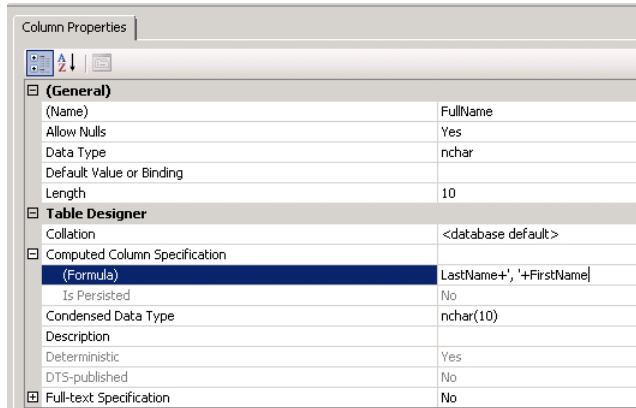 Column Properties
(General)
(Name) FullName
Allow Nulls Yes
Data Type nchar
Default Value or Binding
Length 10
Table Designer
Collation <database default>
Computed Column Specification
(Formula) LastName+', '+FirstName
Is Persisted No
Condensed Data Type nchar(10)
Description
Deterministic Yes
DTS-published No
Full-text Specification No